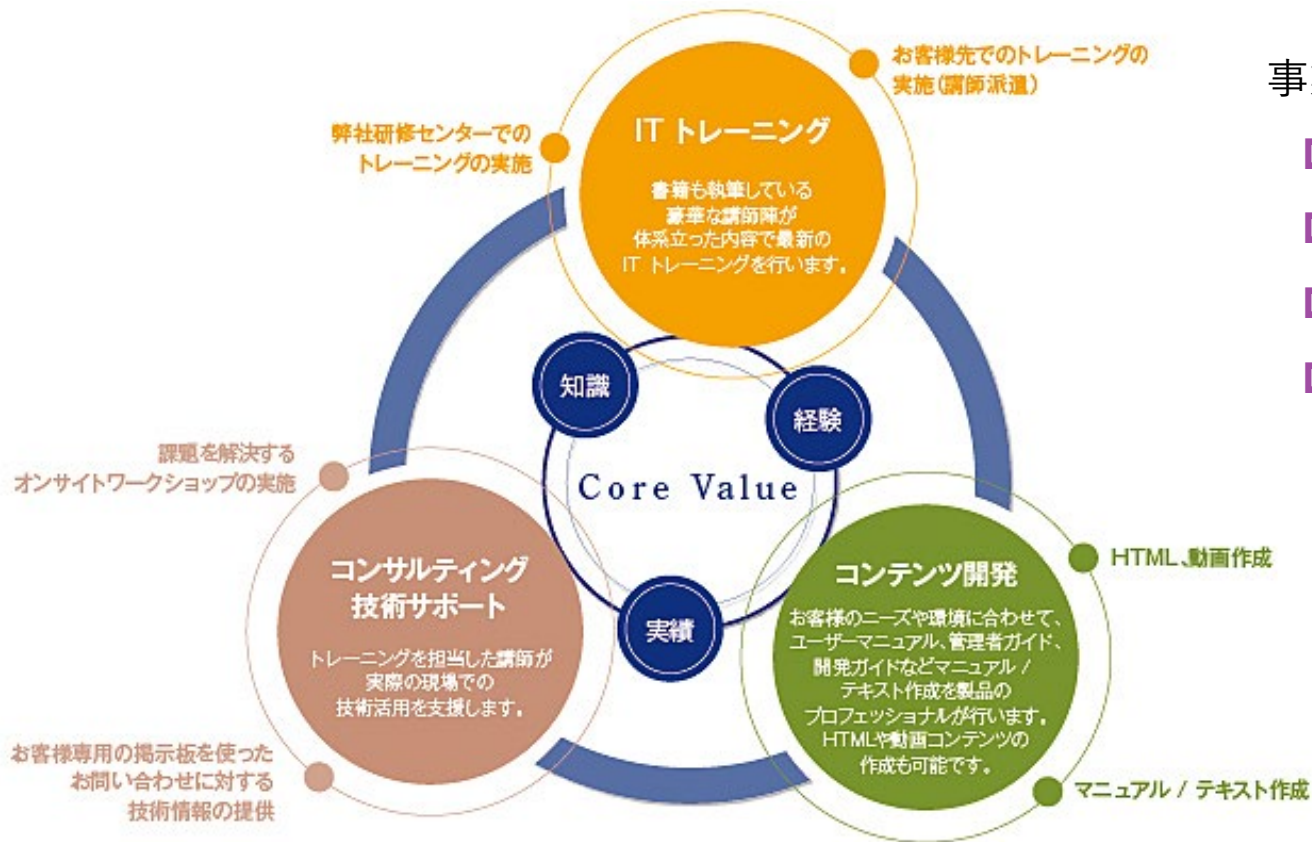 お客様先でのトレーニングの
実施(講師派遣)
弊社研修センターでの
トレーニングの実施
IT トレーニング
書籍も執筆している
豪華な講師陣が
体系立った内容で最新の
IT トレーニングを行います。
知識
経験
Core Value
実績
課題を解決する
オンサイトワークショップの実施
コンサルティング
技術サポート
トレーニングを担当した講師が
実際の現場での
技術活用を支援します。
お客様専用の掲示板を使った
お問い合わせに対する
技術情報の提供
コンテンツ開発
お客様のニーズや環境に合わせて、
ユーザーマニュアル、管理者ガイド、
開発ガイドなどマニュアル /
テキスト作成を製品の
プロフェッショナルが行います。
HTMLや動画コンテンツの
作成も可能です。
HTML、動画作成
マニュアル / テキスト作成
事